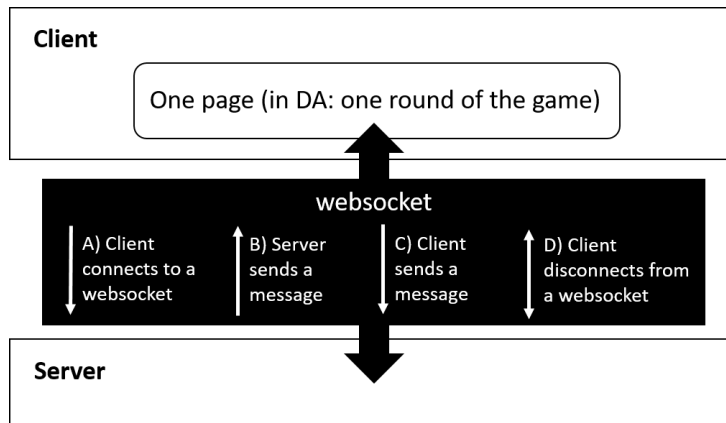 Client
One page (in DA: one round of the game)
websocket
A) Client
connects to a
websocket
B) Server
sends a
message
C) Client
sends a
message
D) Client
disconnects from
a websocket
Server